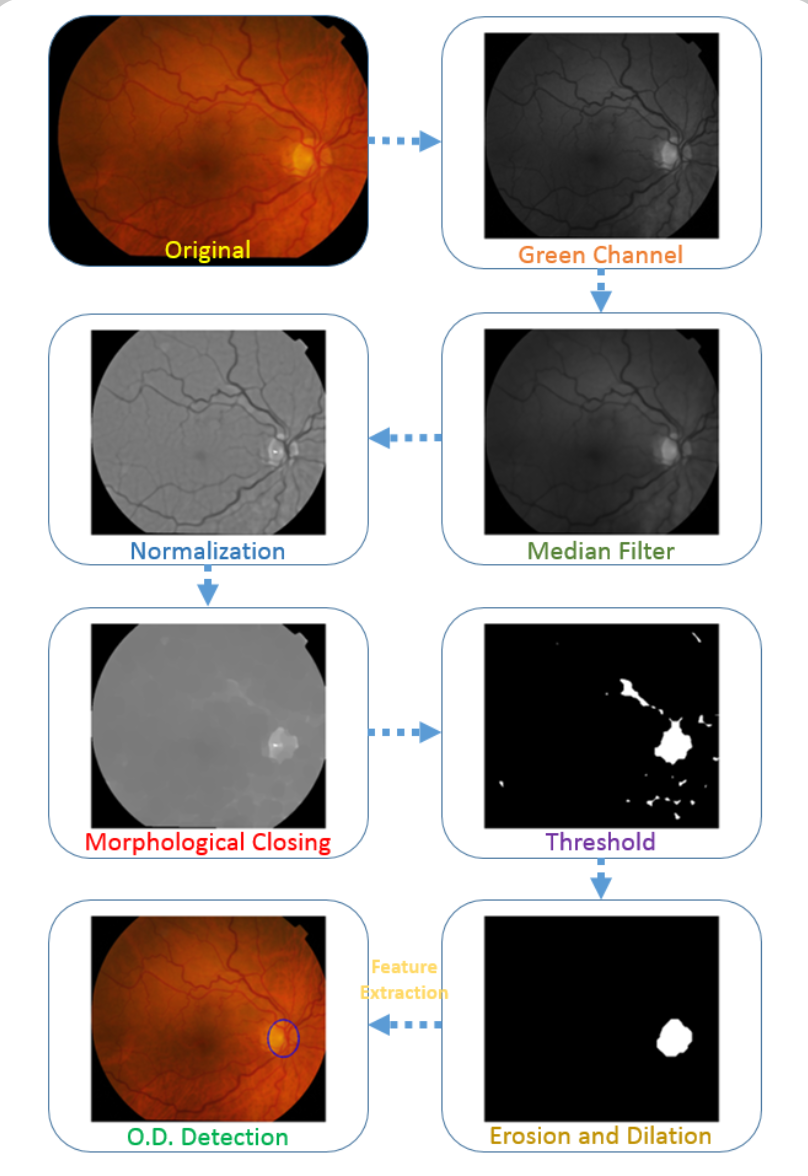 Original
Green Channel
Median Filter
Normalization
Morphological Closing
Threshold
Erosion and Dilation
Feature
Extraction
O.D. Detection